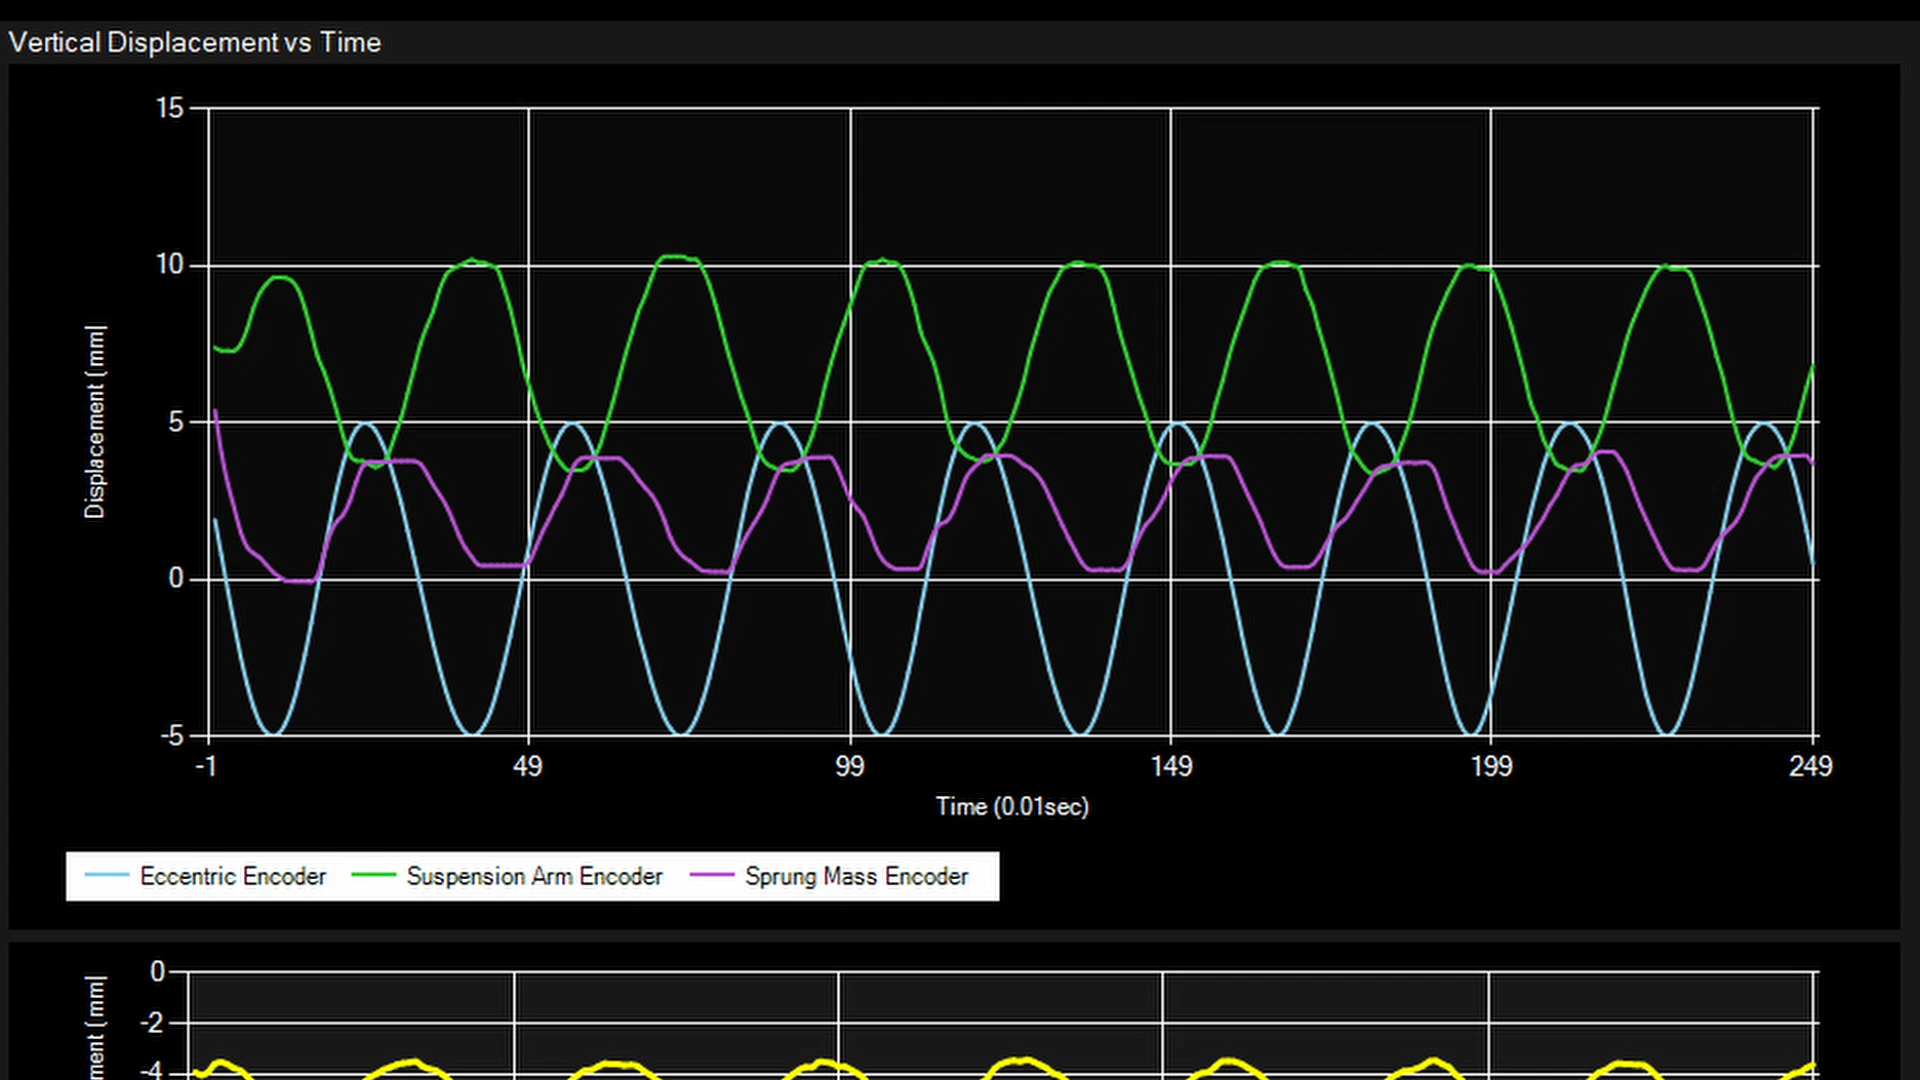 Vertical Displacement vs Time
15
10
5
0
-5
Displacement (mm)
-1 49 99 149 199 249
Time (0.01sec)
Eccentric Encoder Suspension Arm Encoder Sprung Mass Encoder
0
-2
-4
(mm)